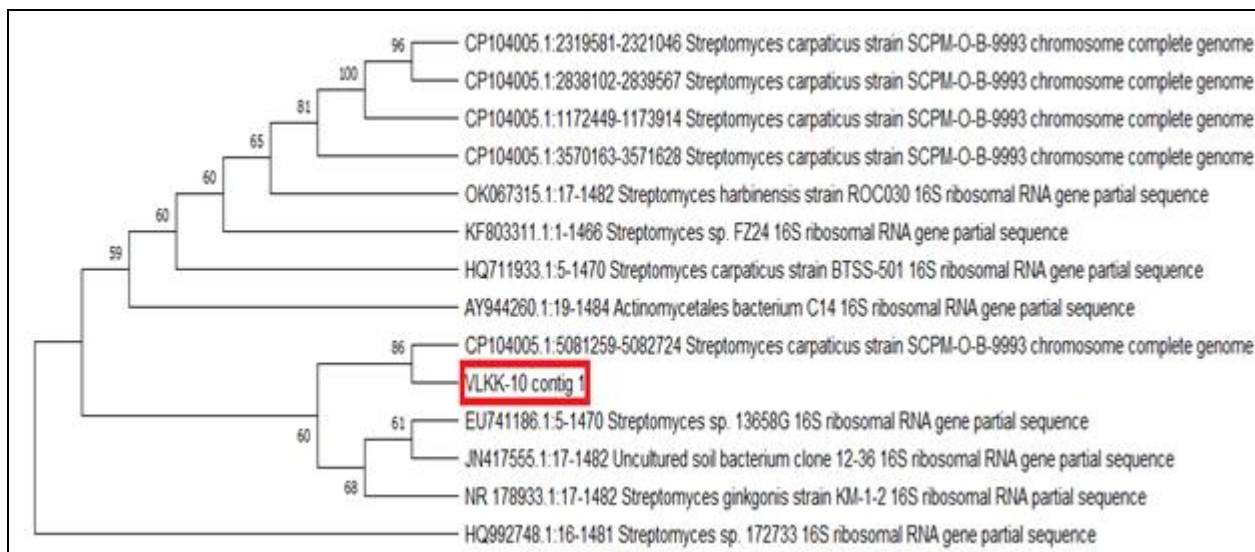 96
CP104005.1:2319581-2321046 Streptomyces carpaticus strain SCPM-O-B-9993 chromosome complete genome
100
CP104005.1:2838102-2839567 Streptomyces carpaticus strain SCPM-O-B-9993 chromosome complete genome
81
CP104005.1:1172449-1173914 Streptomyces carpaticus strain SCPM-O-B-9993 chromosome complete genome
65
CP104005.1:3570163-3571628 Streptomyces carpaticus strain SCPM-O-B-9993 chromosome complete genome
60
OK067315.1:17-1482 Streptomyces harbinensis strain ROC030 16S ribosomal RNA gene partial sequence
60
KF803311.1:1-1466 Streptomyces sp. FZ24 16S ribosomal RNA gene partial sequence
59
HQ711933.1:5-1470 Streptomyces carpaticus strain BTSS-501 16S ribosomal RNA gene partial sequence
AY944260.1:19-1484 Actinomycetales bacterium C14 16S ribosomal RNA gene partial sequence
86
CP104005.1:5081259-5082724 Streptomyces carpaticus strain SCPM-O-B-9993 chromosome complete genome
VLKK-10 contig 1
61
EU741186.1:5-1470 Streptomyces sp. 13658G 16S ribosomal RNA gene partial sequence
60
JN417555.1:17-1482 Uncultured soil bacterium clone 12-36 16S ribosomal RNA gene partial sequence
68
NR 178933.1:17-1482 Streptomyces ginkgonis strain KM-1-2 16S ribosomal RNA partial sequence
HQ992748.1:16-1481 Streptomyces sp. 172733 16S ribosomal RNA gene partial sequence